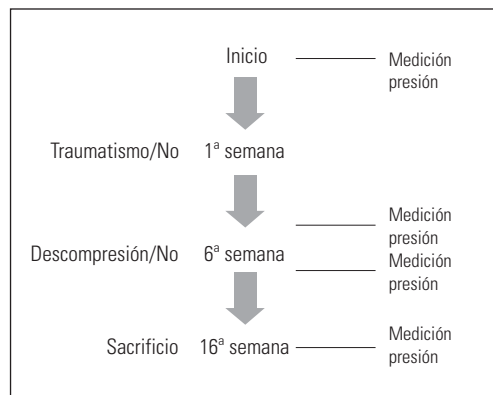 Inicio
Medición
presión
Traumatismo/No 1ª semana
Medición
presión
Descompresión/No 6ª semana
Medición
presión
Sacrificio 16ª semana
Medición
presión